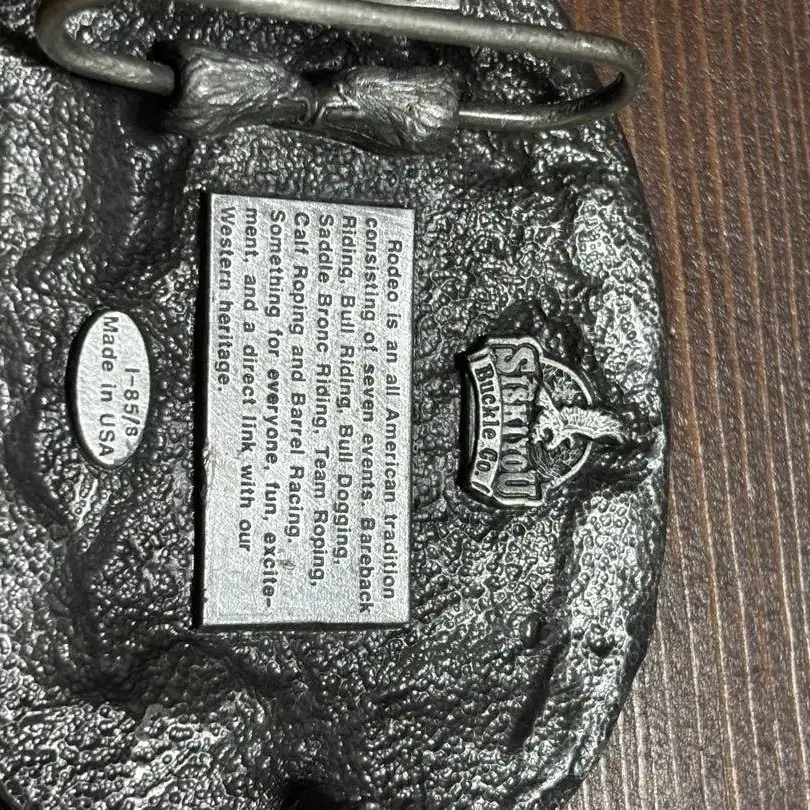 SISKIYOU
Buckle Co.
Rodeo is an all American tradition
consisting of seven events. Bareback
Riding, Bull Riding, Bull Dogging,
Saddle Bronc Riding, Team Roping,
Calf Roping and Barrel Racing.
Something for everyone, fun, excite-
ment, and a direct link with our
Western heritage.
I-85/8
Made in USA